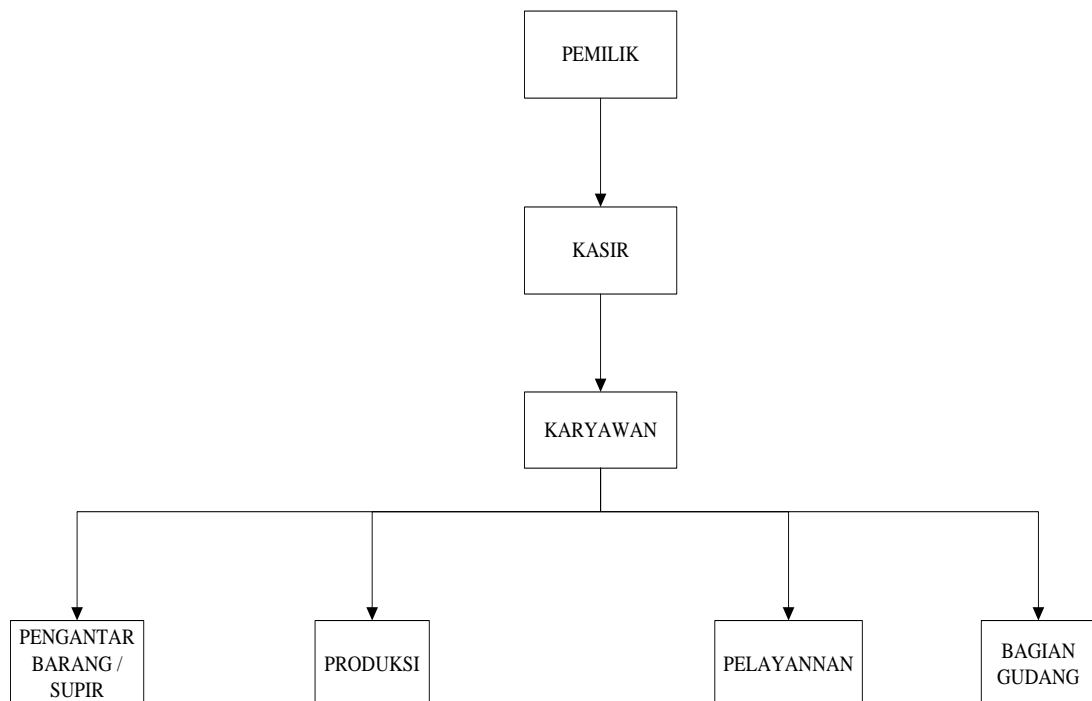 PEMILIK
KASIR
KARYAWAN
PENGANTAR
BARANG /
SUPIR
PRODUKSI
PELAYANNAN
BAGIAN
GUDANG